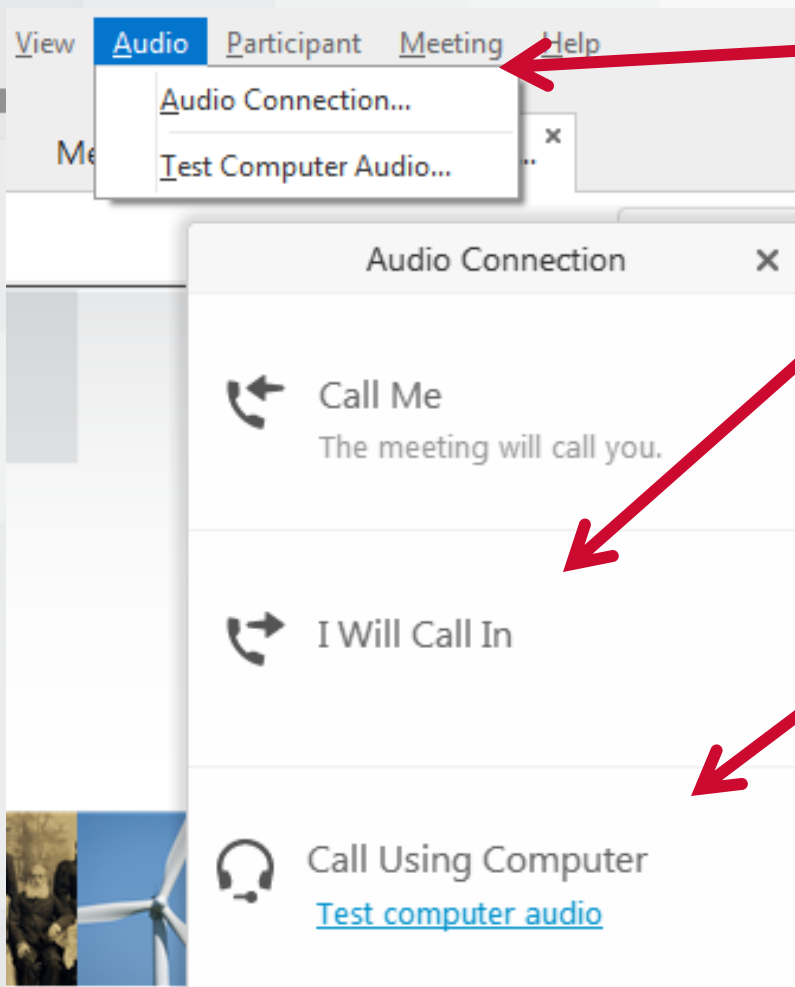 View Audio Participant Meeting Help
Audio Connection...
Me
Test Computer Audio...
..
Audio Connection
Call Me
The meeting will call you.
I Will Call In
Call Using Computer
Test computer audio